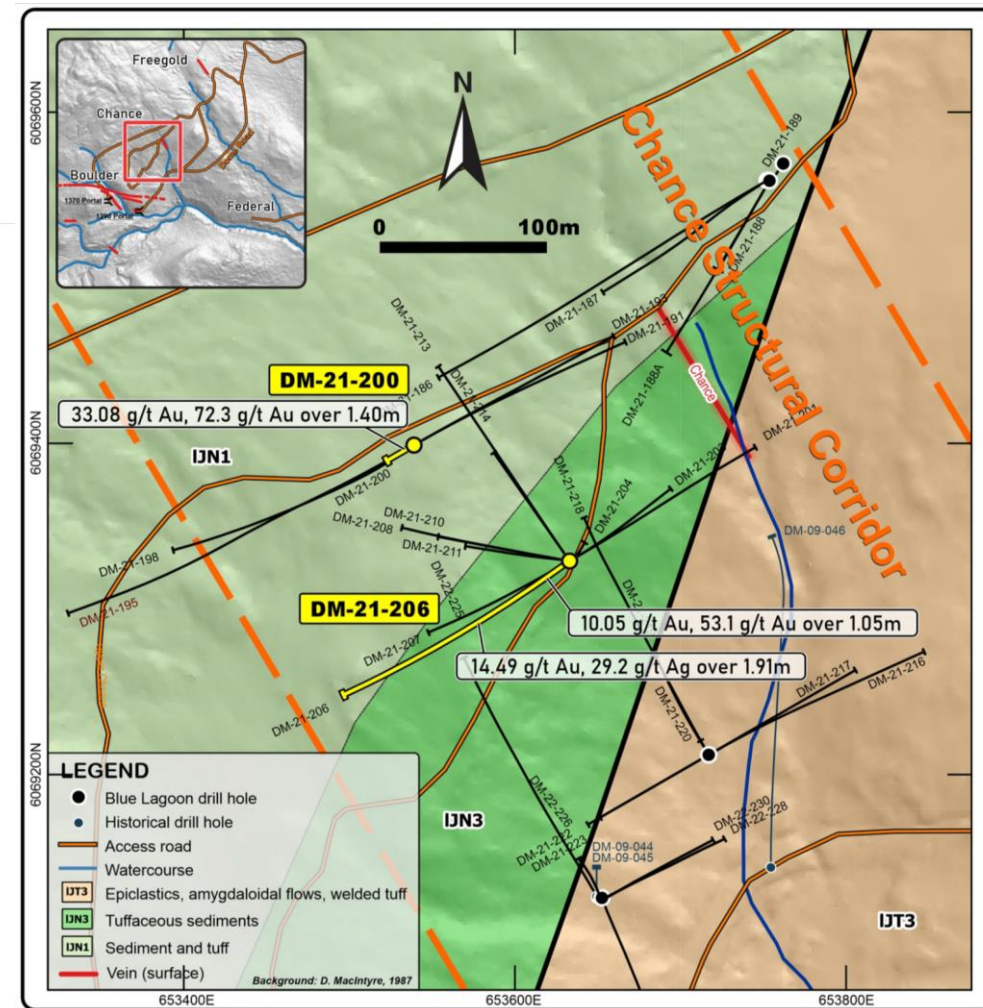 Freegold
Chance
Boulder
1370 Portal
1290 Portal
Federal
N
0 100m
Chance Structural Corridor
DM-21-189
DM-21-188
DM-21-187
DM-21-193
DM-21-191
DM-21-213
DM-21-186
DM-21-214
DM-21-188A
Chance
DM-21-200
33.08 g/t Au, 72.3 g/t Au over 1.40m
IJN1
DM-21-200
DM-21-201
DM-21-218
DM-21-204
DM-21-210
DM-21-208
DM-21-211
DM-09-046
DM-21-198
DM-21-195
DM-22-225
DM-21-206
10.05 g/t Au, 53.1 g/t Au over 1.05m
DM-21-207
14.49 g/t Au, 29.2 g/t Ag over 1.91m
DM-21-206
DM-21-217
DM-21-216
DM-21-220
DM-22-226
DM-22-230
DM-22-228
DM-21-223
DM-09-044
DM-09-045
IJN3
IJT3
LEGEND
Blue Lagoon drill hole
Historical drill hole
Access road
Watercourse
IJT3 Epiclastics, amygdaloidal flows, welded tuff
IJN3 Tuffaceous sediments
IJN1 Sediment and tuff
Vein (surface)
Background: D. MacIntyre, 1987
6069600N
6069400N
6069200N
653400E
653600E
653800E